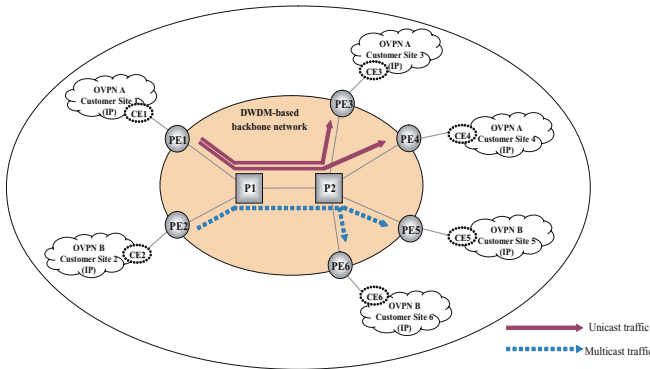 OVPN A
Customer Site 3
(IP)
CE3
OVPN A
Customer Site 1
(IP)
CE1
DWDM-based
backbone network
PE3
PE1
PE4
CE4
OVPN A
Customer Site 4
(IP)
P1
P2
PE2
PE5
CE5
OVPN B
Customer Site 5
(IP)
OVPN B
Customer Site 2
(IP)
CE2
PE6
CE6
OVPN B
Customer Site 6
(IP)
Unicast traffic
Multicast traffic